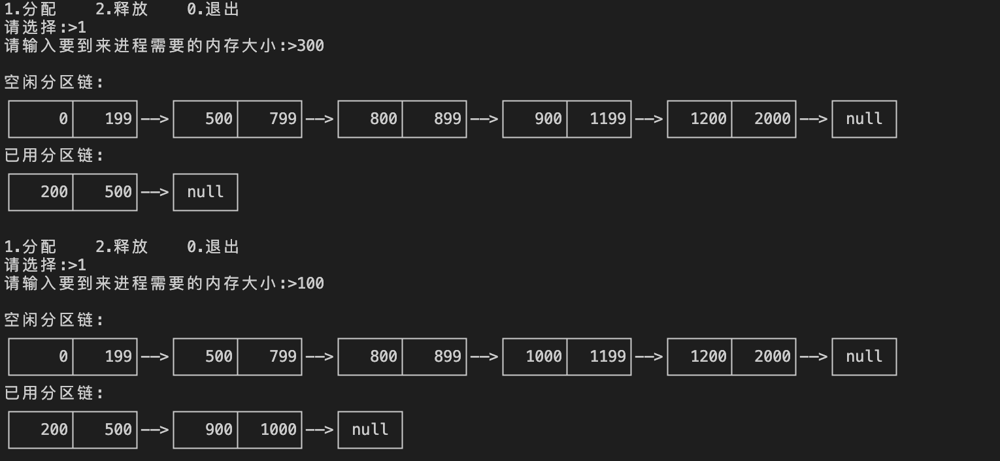 1.分配 2.释放 0.退出
请选择:>1
请输入要到来进程需要的内存大小:>300
空闲分区链:
0 199 ——> 500 799 ——> 800 899 ——> 900 1199 ——> 1200 2000 ——> null
已用分区链:
200 500 ——> null
1.分配 2.释放 0.退出
请选择:>1
请输入要到来进程需要的内存大小:>100
空闲分区链:
0 199 ——> 500 799 ——> 800 899 ——> 1000 1199 ——> 1200 2000 ——> null
已用分区链:
200 500 ——> 900 1000 ——> null